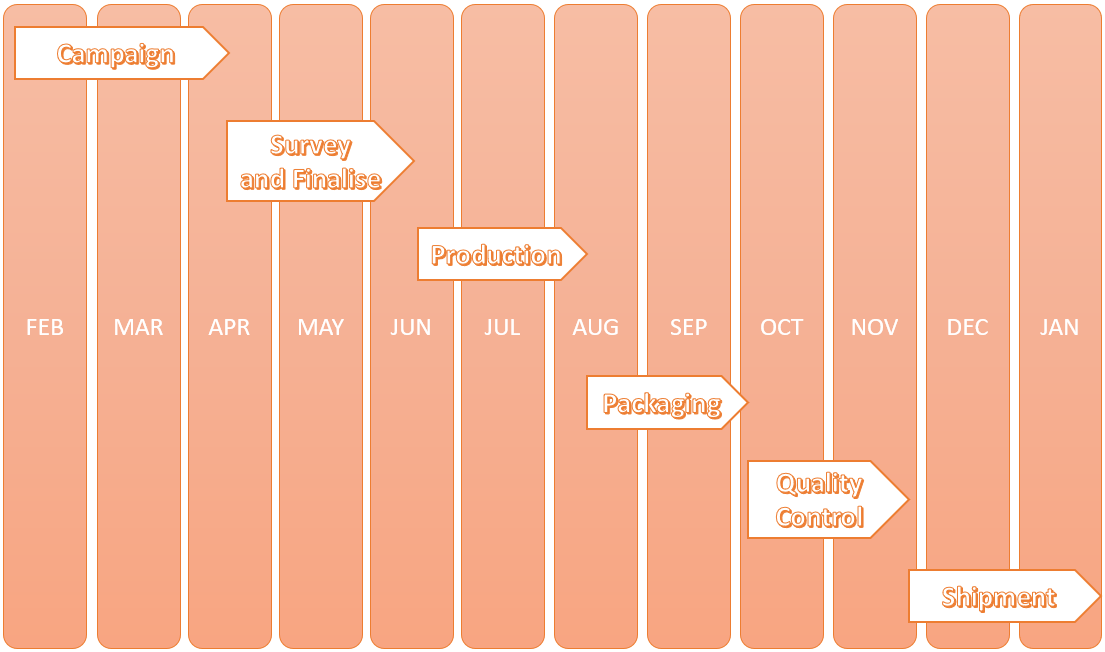 Campaign
Survey
and Finalise
Production
FEB MAR APR MAY JUN JUL AUG SEP OCT NOV DEC JAN
Packaging
Quality
Control
Shipment